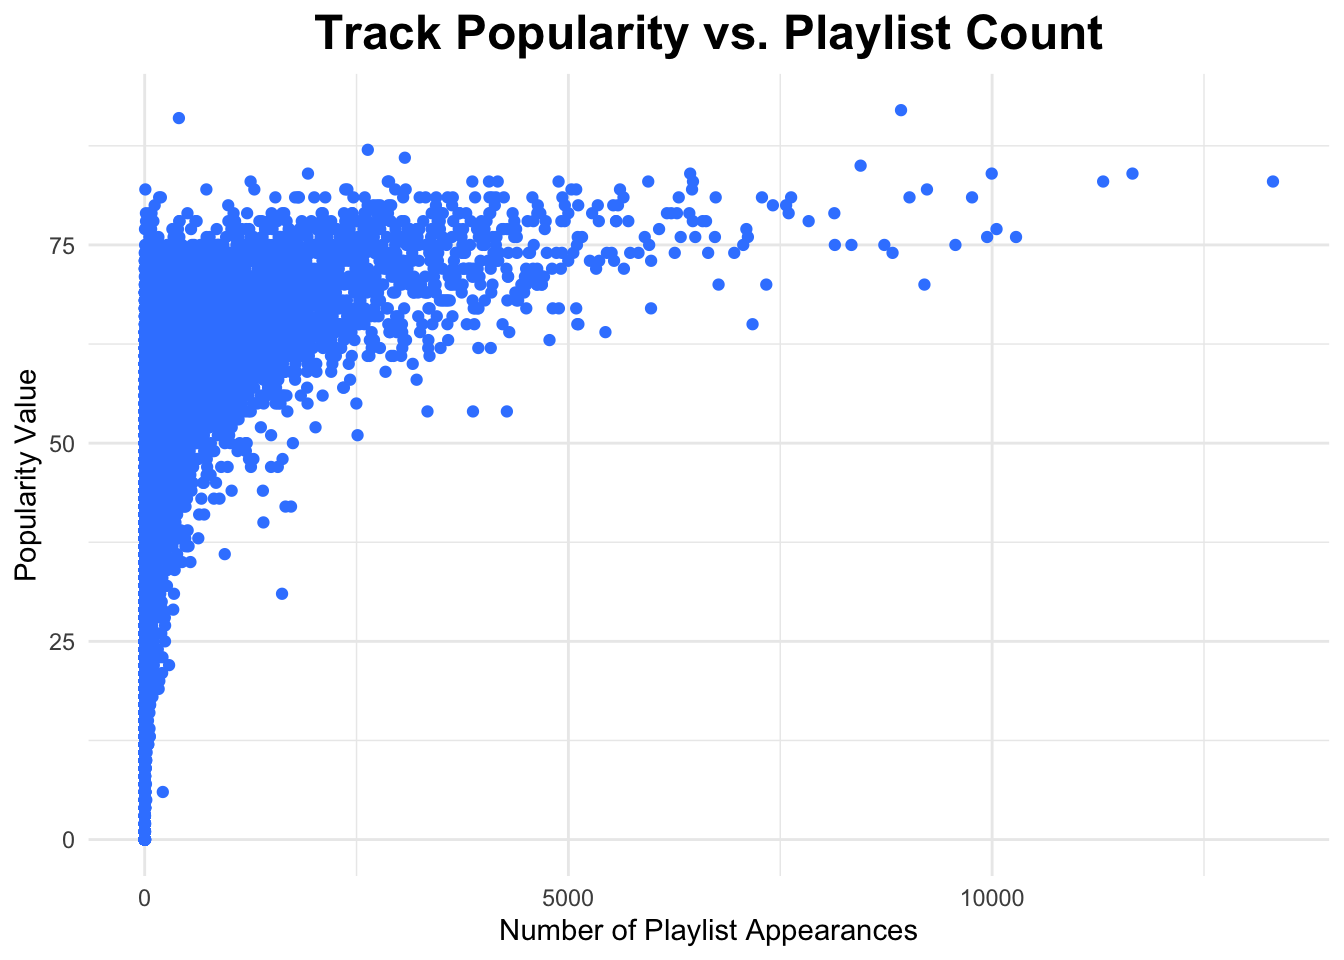 Track Popularity vs. Playlist Count
Popularity Value
75
50
25
0
0
5000
10000
Number of Playlist Appearances